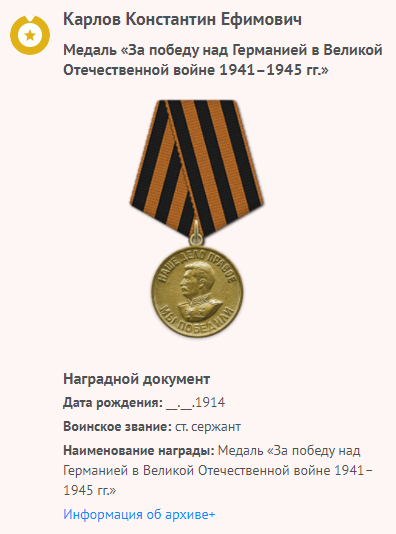 Карлов Константин Ефимович
Медаль «За победу над Германией в Великой
Отечественной войне 1941–1945 гг.»
НАШЕ ДЕЛО ПРАВОЕ
МЫ ПОБЕДИЛИ
Наградной документ
Дата рождения: __.__.1914
Воинское звание: ст. сержант
Наименование награды: Медаль «За победу над
Германией в Великой Отечественной войне 1941–
1945 гг.»
Информация об архиве+